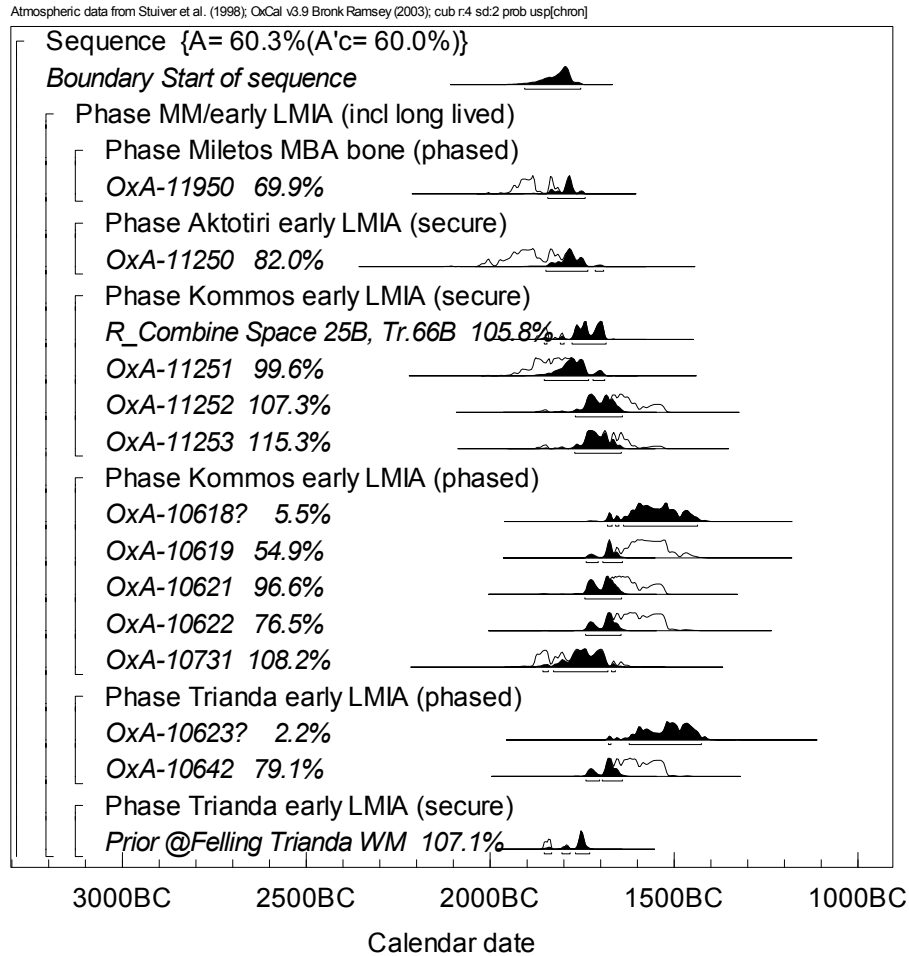 Atmospheric data from Stuiver et al. (1998); OxCal v3.9 Bronk Ramsey (2003); cub r:4 sd:2 prob usp[chron]
Sequence {A= 60.3%(A'c= 60.0%)}
Boundary Start of sequence
Phase MM/early LMIA (incl long lived)
Phase Miletos MBA bone (phased)
OxA-11950 69.9%
Phase Aktotiri early LMIA (secure)
OxA-11250 82.0%
Phase Kommos early LMIA (secure)
R_Combine Space 25B, Tr.66B 105.8%
OxA-11251 99.6%
OxA-11252 107.3%
OxA-11253 115.3%
Phase Kommos early LMIA (phased)
OxA-10618? 5.5%
OxA-10619 54.9%
OxA-10621 96.6%
OxA-10622 76.5%
OxA-10731 108.2%
Phase Trianda early LMIA (phased)
OxA-10623? 2.2%
OxA-10642 79.1%
Phase Trianda early LMIA (secure)
Prior @Felling Trianda WM 107.1%
3000BC 2500BC 2000BC 1500BC 1000BC
Calendar date